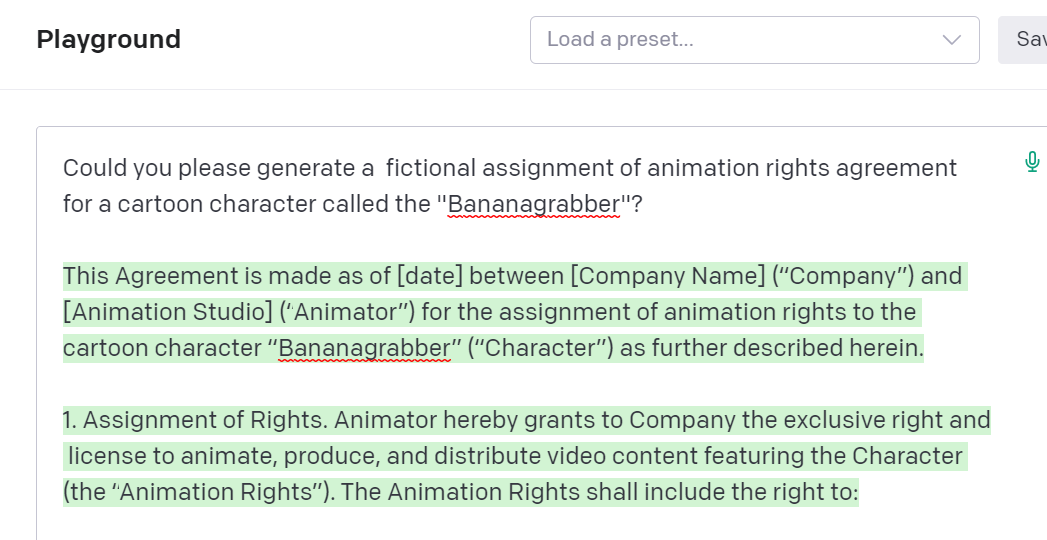 Playground
Load a preset...
Sav
Could you please generate a  fictional assignment of animation rights agreement
for a cartoon character called the "Bananagrabber"?
This Agreement is made as of [date] between [Company Name] (“Company”) and
[Animation Studio] (“Animator”) for the assignment of animation rights to the
cartoon character “Bananagrabber” (“Character”) as further described herein.
1. Assignment of Rights. Animator hereby grants to Company the exclusive right and
license to animate, produce, and distribute video content featuring the Character
(the “Animation Rights”). The Animation Rights shall include the right to: